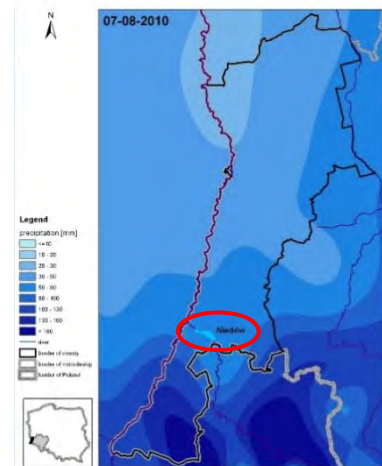 N
07-08-2010
Legend
precipitation [mm]
<=10
10 - 20
20 - 30
30 - 50
50 - 80
80 - 100
100 - 130
130 - 160
> 160
river
border of county
border of voivodeship
border of Poland
Niedów